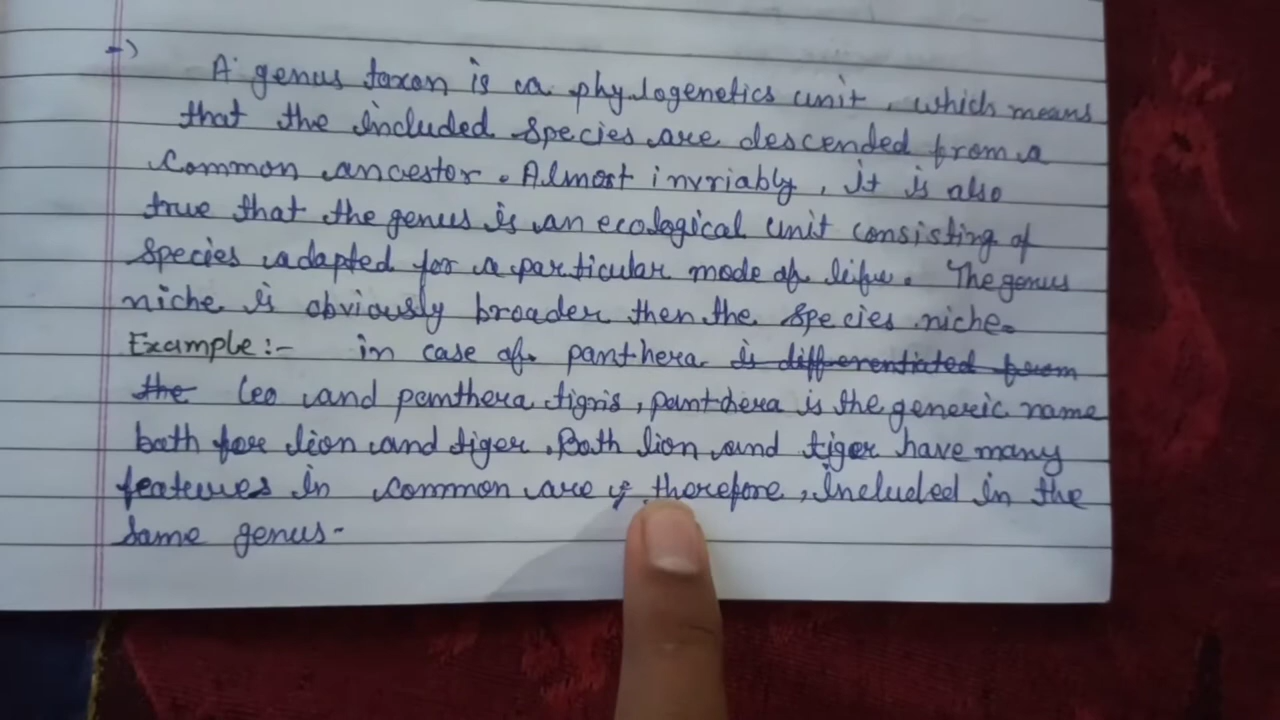 → A genus taxon is a phylogenetics unit, which means
that the included species are descended from a
common ancestor. Almost invriably, it is also
true that the genus is an ecological unit consisting of
species adapted for a particular mode of life. The genus
niche is obviously broader then the species niche.
Example:- in case of panthera is differentiated from
the leo and panthera tigris, panthera is the generic name
both for lion and tiger. Both lion and tiger have many
features in common are therefore, included in the
same genus-